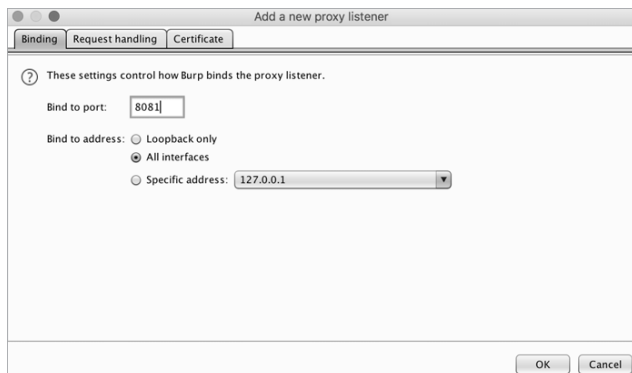 Add a new proxy listener
Binding Request handling Certificate
? These settings control how Burp binds the proxy listener.
Bind to port: 8081
Bind to address: Loopback only
All interfaces
Specific address: 127.0.0.1
OK Cancel